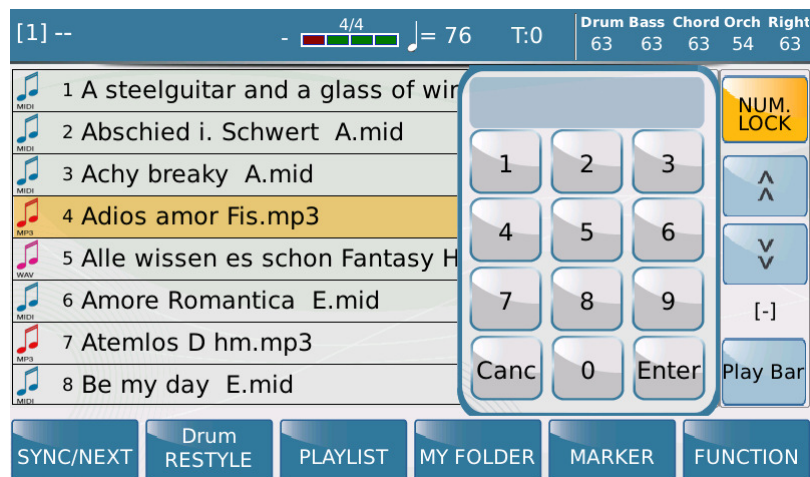 [1] --
- 4/4 = 76 T:0
Drum Bass Chord Orch Right
63 63 63 54 63
MIDI 1 A steelguitar and a glass of wir
MIDI 2 Abschied i. Schwert A.mid
MIDI 3 Achy breaky A.mid
MP3 4 Adios amor Fis.mp3
WAV 5 Alle wissen es schon Fantasy H
MIDI 6 Amore Romantica E.mid
MP3 7 Atemlos D hm.mp3
MIDI 8 Be my day E.mid
1 2 3
4 5 6
7 8 9
Canc 0 Enter
NUM.
LOCK
[-]
Play Bar
SYNC/NEXT
Drum
RESTYLE
PLAYLIST
MY FOLDER
MARKER
FUNCTION